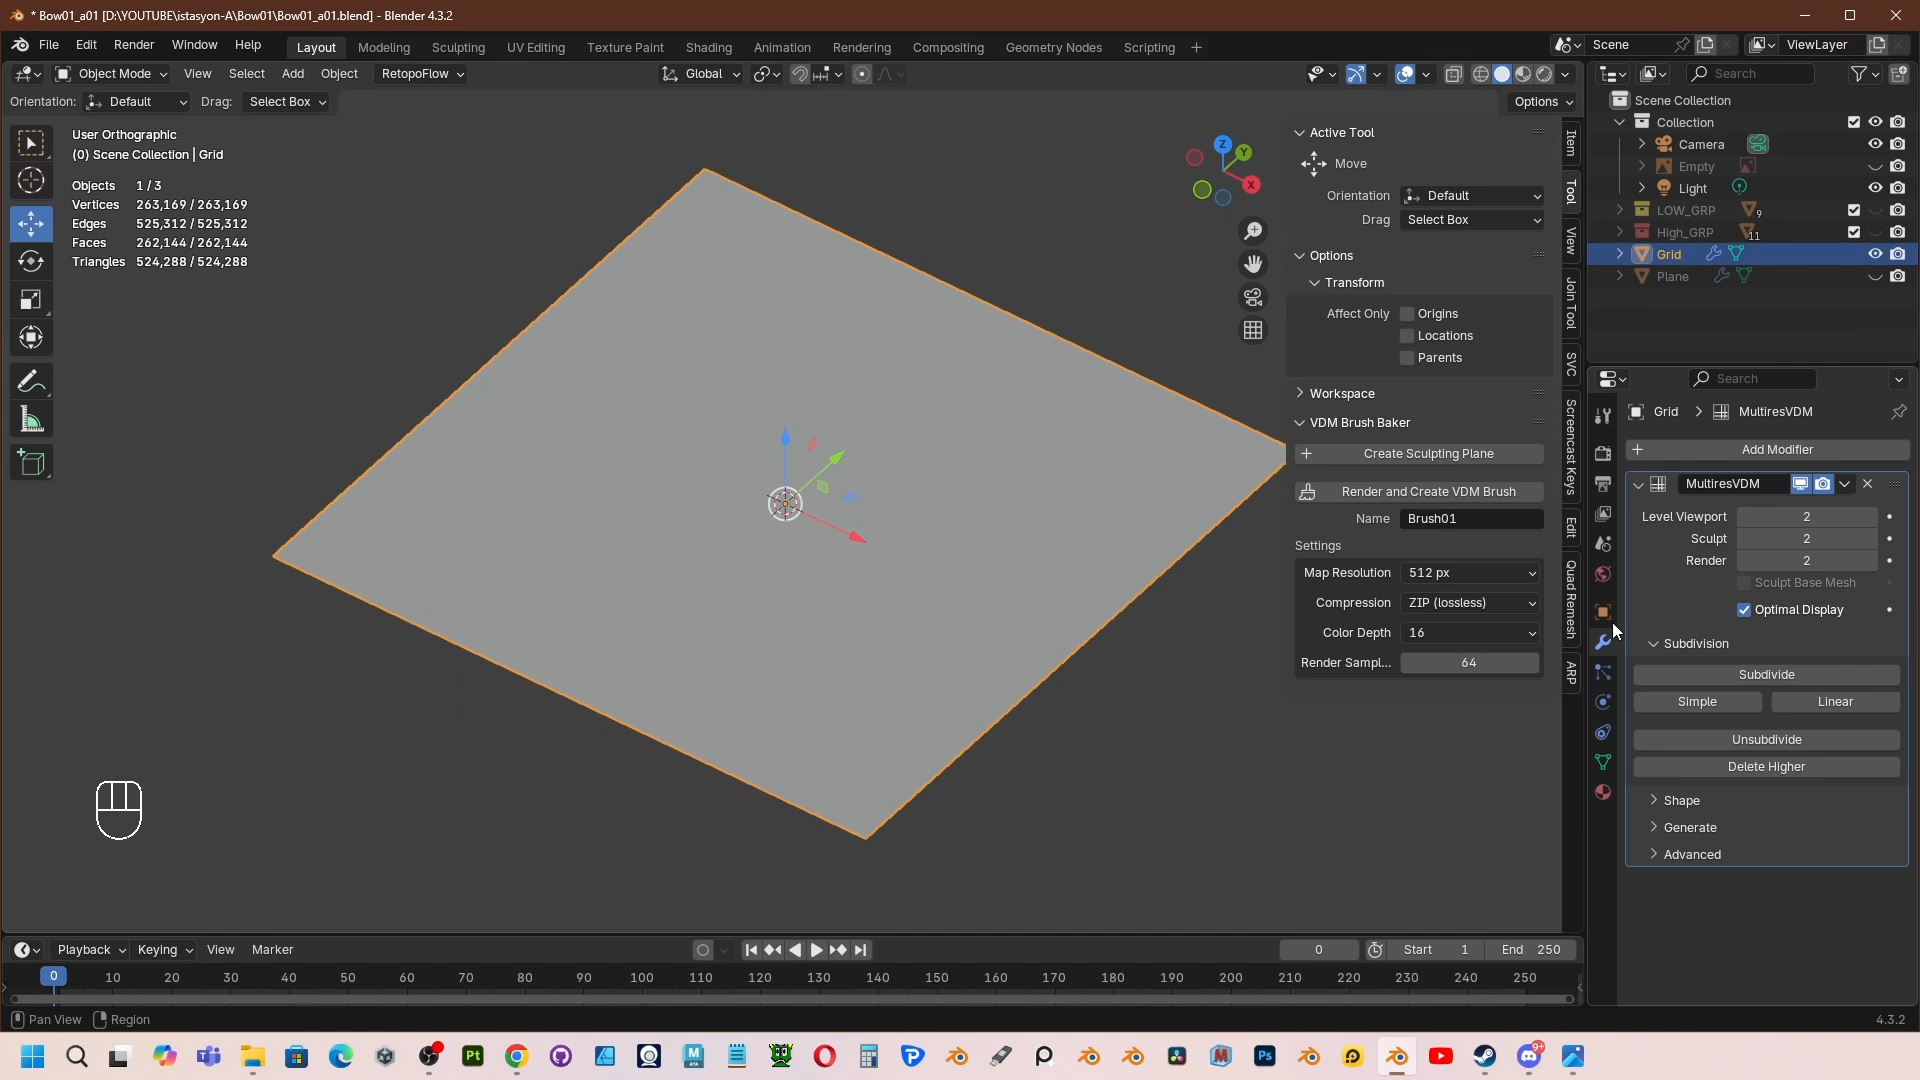 * Bow01_a01 [D:\YOUTUBE\istasyon-A\Bow01\Bow01_a01.blend] - Blender 4.3.2
File Edit Render Window Help Layout Modeling Sculpting UV Editing Texture Paint Shading Animation Rendering Compositing Geometry Nodes Scripting + Scene ViewLayer
Object Mode View Select Add Object RetopoFlow Global Search
Orientation: Default Drag: Select Box Options
User Orthographic
(0) Scene Collection | Grid
Objects 1 / 3
Vertices 263,169 / 263,169
Edges 525,312 / 525,312
Faces 262,144 / 262,144
Triangles 524,288 / 524,288
Z
Y
X
Active Tool
Move
Orientation Default
Drag Select Box
Options
Transform
Affect Only Origins
Locations
Parents
Workspace
VDM Brush Baker
Create Sculpting Plane
Render and Create VDM Brush
Name Brush01
Settings
Map Resolution 512 px
Compression ZIP (lossless)
Color Depth 16
Render Sampl... 64
Item
Tool
View
Join Tool
SVC
Screencast Keys
Edit
Quad Remesh
ARP
Scene Collection
Collection
Camera
Empty
Light
LOW_GRP 9
High_GRP 11
Grid
Plane
Search
Grid MultiresVDM
Add Modifier
MultiresVDM
Level Viewport 2
Sculpt 2
Render 2
Sculpt Base Mesh
Optimal Display
Subdivision
Subdivide
Simple Linear
Unsubdivide
Delete Higher
Shape
Generate
Advanced
Playback Keying View Marker 0 Start 1 End 250
0 10 20 30 40 50 60 70 80 90 100 110 120 130 140 150 160 170 180 190 200 210 220 230 240 250
Pan View Region 4.3.2
Pt M AYA Ps 9+